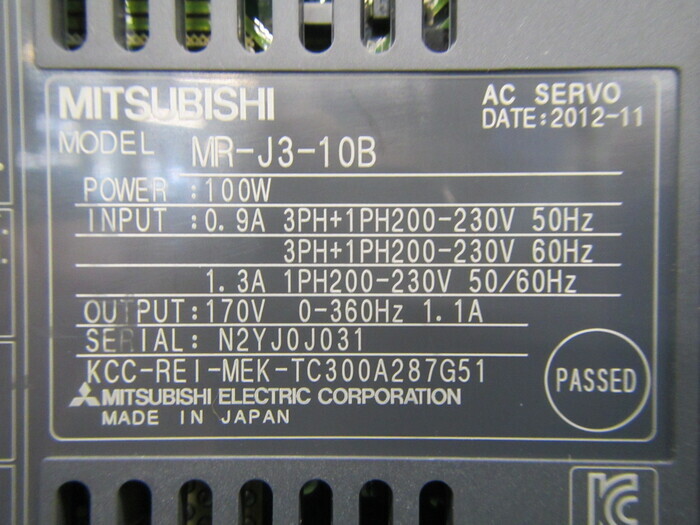 MITSUBISHI
AC SERVO
DATE:2012-11
MODEL MR-J3-10B
POWER :100W
INPUT :0.9A 3PH+1PH200-230V 50Hz
3PH+1PH200-230V 60Hz
1.3A 1PH200-230V 50/60Hz
OUTPUT:170V 0-360Hz 1.1A
SERIAL: N2YJ0J031
KCC-REI-MEK-TC300A287G51
PASSED
MITSUBISHI ELECTRIC CORPORATION
MADE IN JAPAN